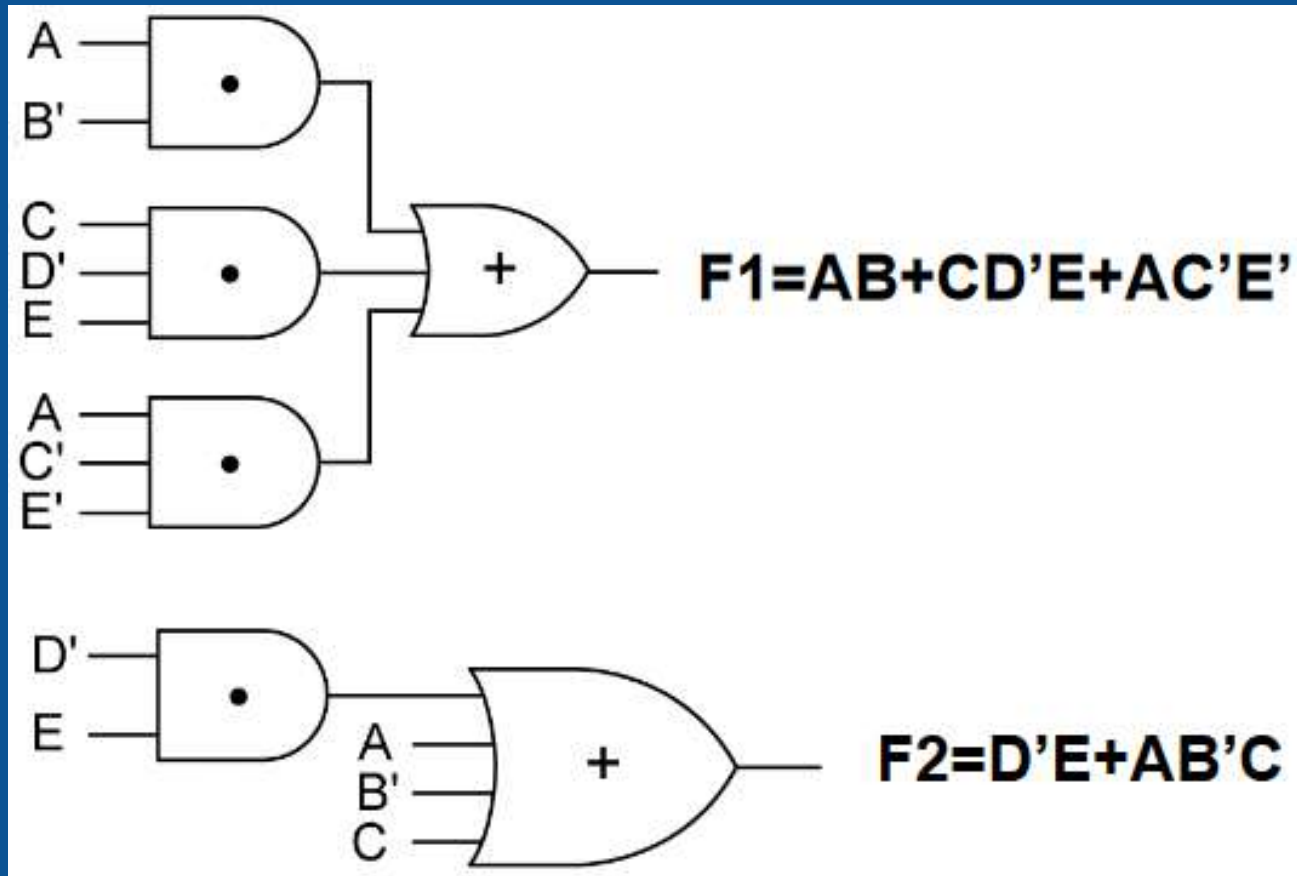 A
B'
C
D'
E
A
C'
E'
+
F1=AB+CD’E+AC’E’
D'
E
A
B'
C
+
F2=D’E+AB’C